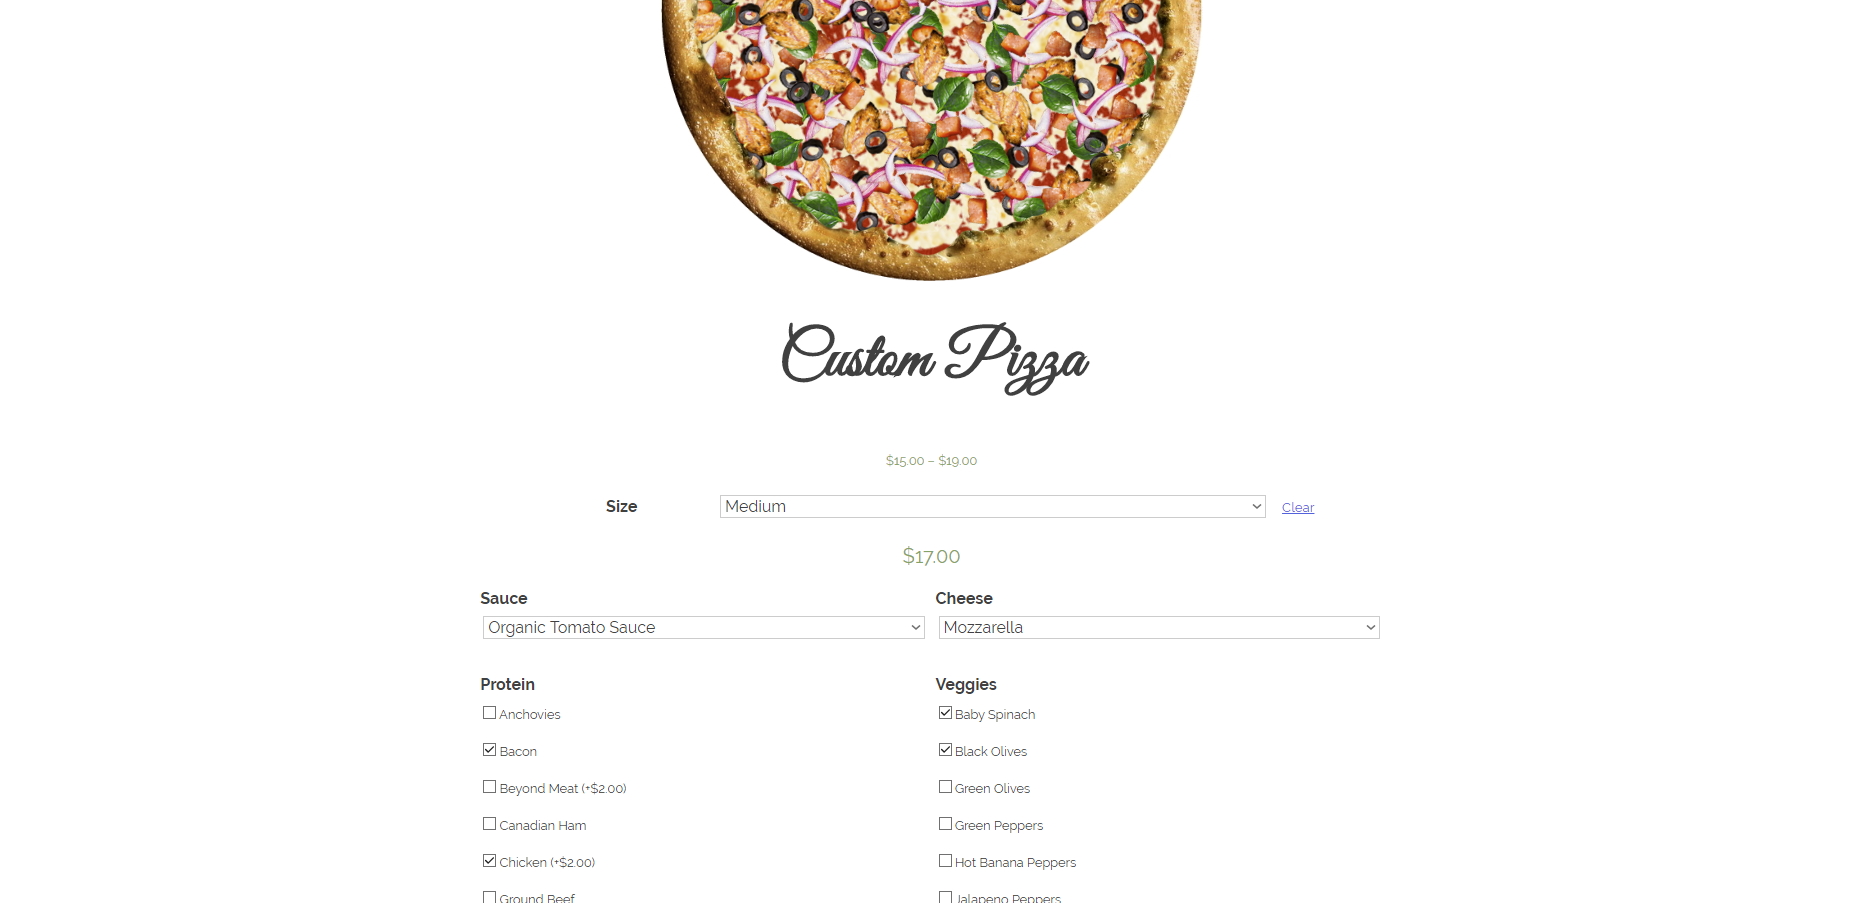 Custom Pizza
$15.00 – $19.00
Size
Medium
Clear
$17.00
Sauce
Cheese
Organic Tomato Sauce
Mozzarella
Protein
Veggies
Anchovies
Baby Spinach
Bacon
Black Olives
Beyond Meat (+$2.00)
Green Olives
Canadian Ham
Green Peppers
Chicken (+$2.00)
Hot Banana Peppers
Ground Beef
Jalapeno Peppers